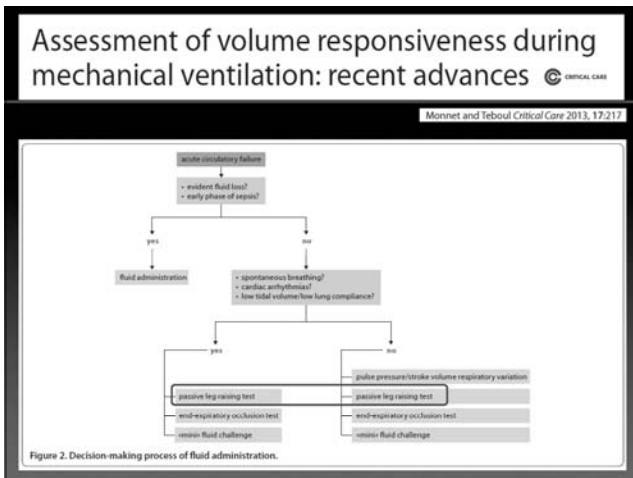 Assessment of volume responsiveness during
mechanical ventilation: recent advances
CRITICAL CARE
Monnet and Teboul Critical Care 2013, 17:217
acute circulatory failure
• evident fluid loss?
• early phase of sepsis?
yes
no
fluid administration
• spontaneous breathing?
• cardiac arrhythmias?
• low tidal volume/low lung compliance?
yes
no
pulse pressure/stroke volume respiratory variation
passive leg raising test
passive leg raising test
end-expiratory occlusion test
end-expiratory occlusion test
«mini» fluid challenge
«mini» fluid challenge
Figure 2. Decision-making process of fluid administration.